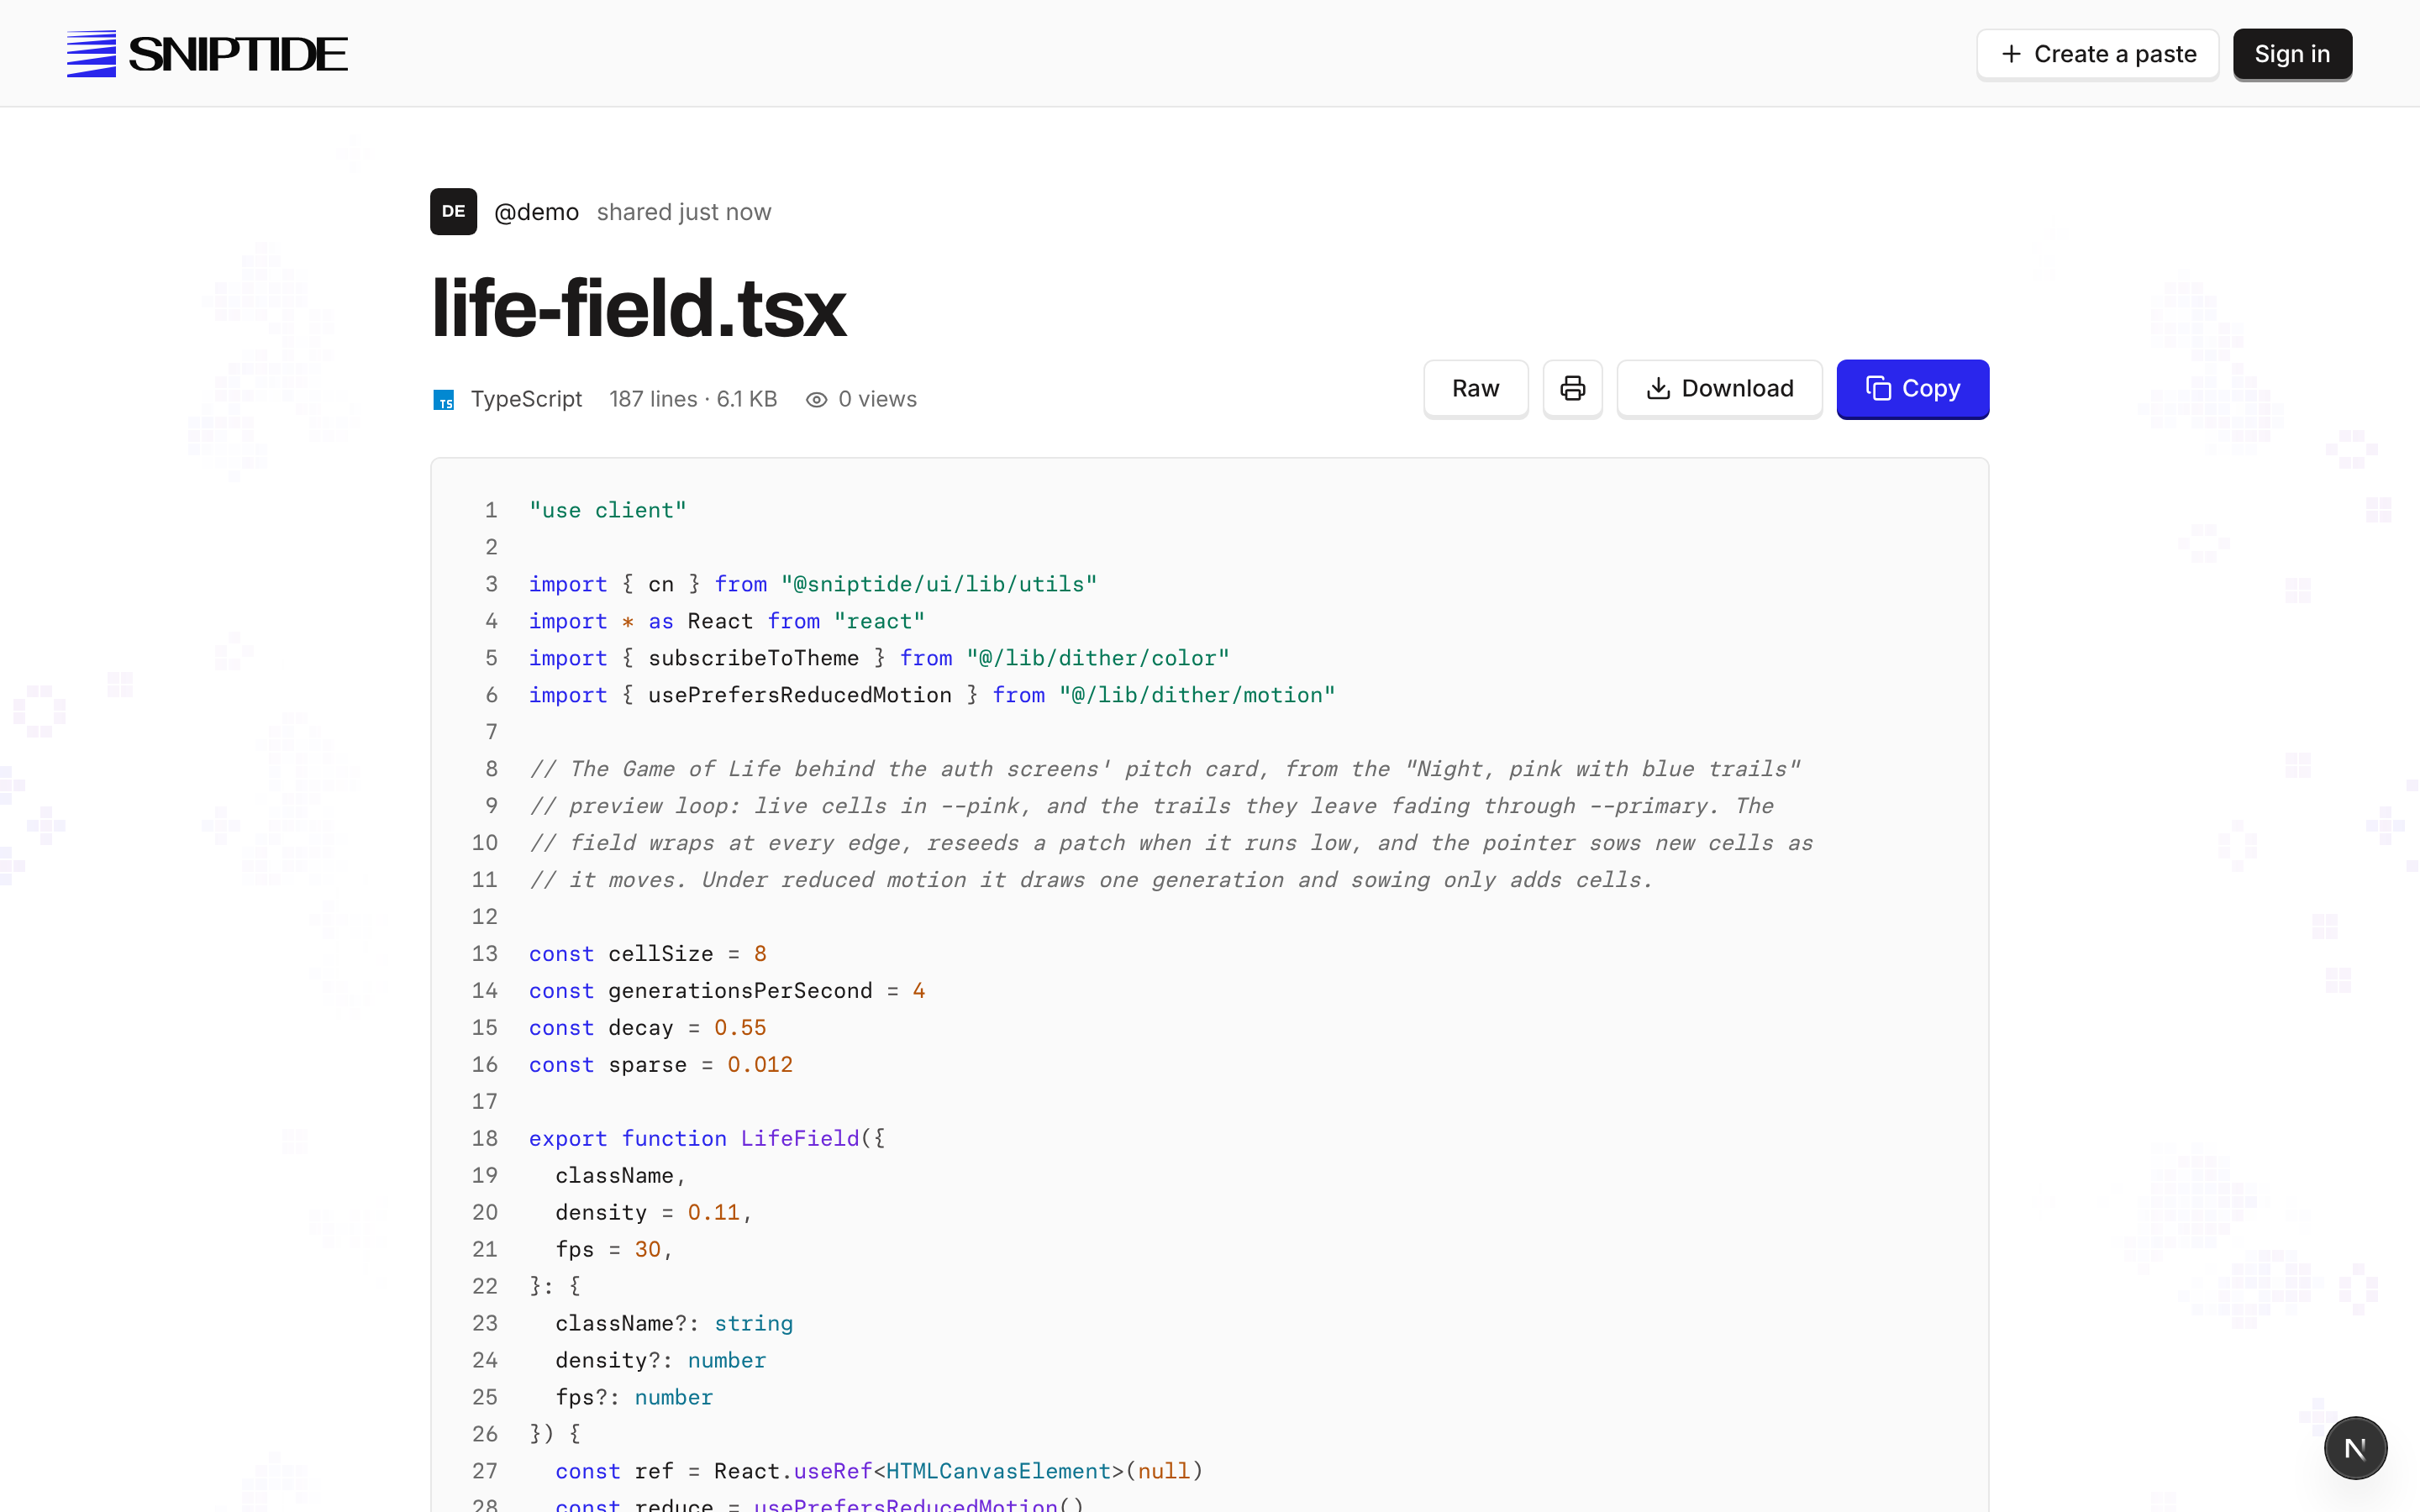 SNIPTIDE
Create a paste
Sign in
DE
@demo shared just now
life-field.tsx
TS TypeScript 187 lines · 6.1 KB 0 views
Raw
Download
Copy
1 "use client"
2
3 import { cn } from "@sniptide/ui/lib/utils"
4 import * as React from "react"
5 import { subscribeToTheme } from "@/lib/dither/color"
6 import { usePrefersReducedMotion } from "@/lib/dither/motion"
7
8 // The Game of Life behind the auth screens' pitch card, from the "Night, pink with blue trails"
9 // preview loop: live cells in --pink, and the trails they leave fading through --primary. The
10 // field wraps at every edge, reseeds a patch when it runs low, and the pointer sows new cells as
11 // it moves. Under reduced motion it draws one generation and sowing only adds cells.
12
13 const cellSize = 8
14 const generationsPerSecond = 4
15 const decay = 0.55
16 const sparse = 0.012
17
18 export function LifeField({
19   className,
20   density = 0.11,
21   fps = 30,
22 }: {
23   className?: string
24   density?: number
25   fps?: number
26 }) {
27   const ref = React.useRef<HTMLCanvasElement>(null)
28   const reduce = usePrefersReducedMotion()
N